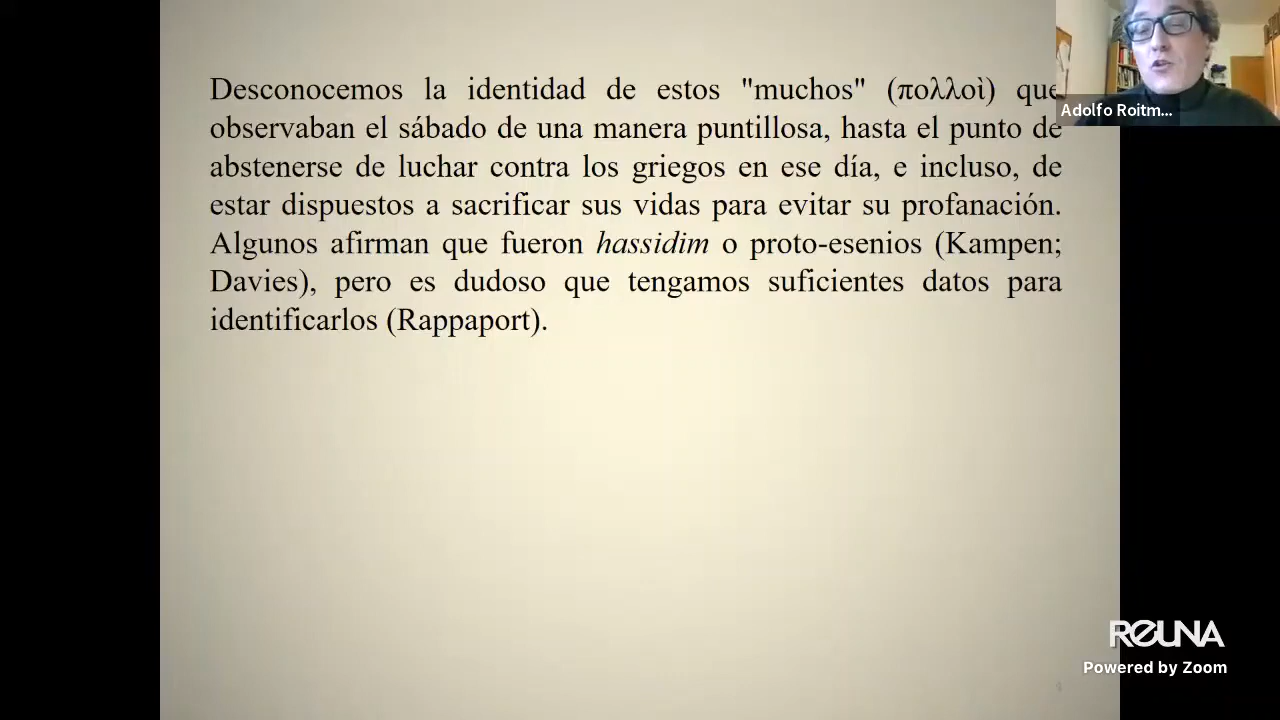 Desconocemos la identidad de estos "muchos" (πολλοὶ) que
observaban el sábado de una manera puntillosa, hasta el punto de
abstenerse de luchar contra los griegos en ese día, e incluso, de
estar dispuestos a sacrificar sus vidas para evitar su profanación.
Algunos afirman que fueron hassidim o proto-esenios (Kampen;
Davies), pero es dudoso que tengamos suficientes datos para
identificarlos (Rappaport).
Adolfo Roitm...
REUNA
Powered by Zoom